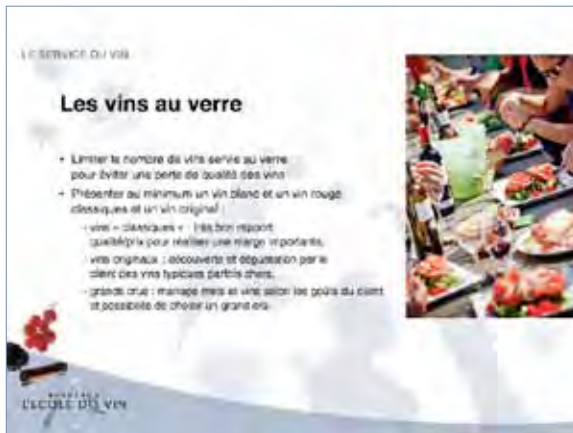 LE SERVICE DU VIN
Les vins au verre
• Limiter le nombre de vins servis au verre
pour éviter une perte de qualité des vins
• Présenter au minimum un vin blanc et un vin rouge
classiques et un vin original :
- vins « classiques » : très bon rapport
qualité/prix pour réaliser une marge importante,
- vins originaux : découverte et dégustation par le
client des vins typiques parfois chers,
- grands crus : mariage mets et vins selon les goûts du client
et possibilité de choisir un grand cru.
BORDEAUX
L'ÉCOLE DU VIN